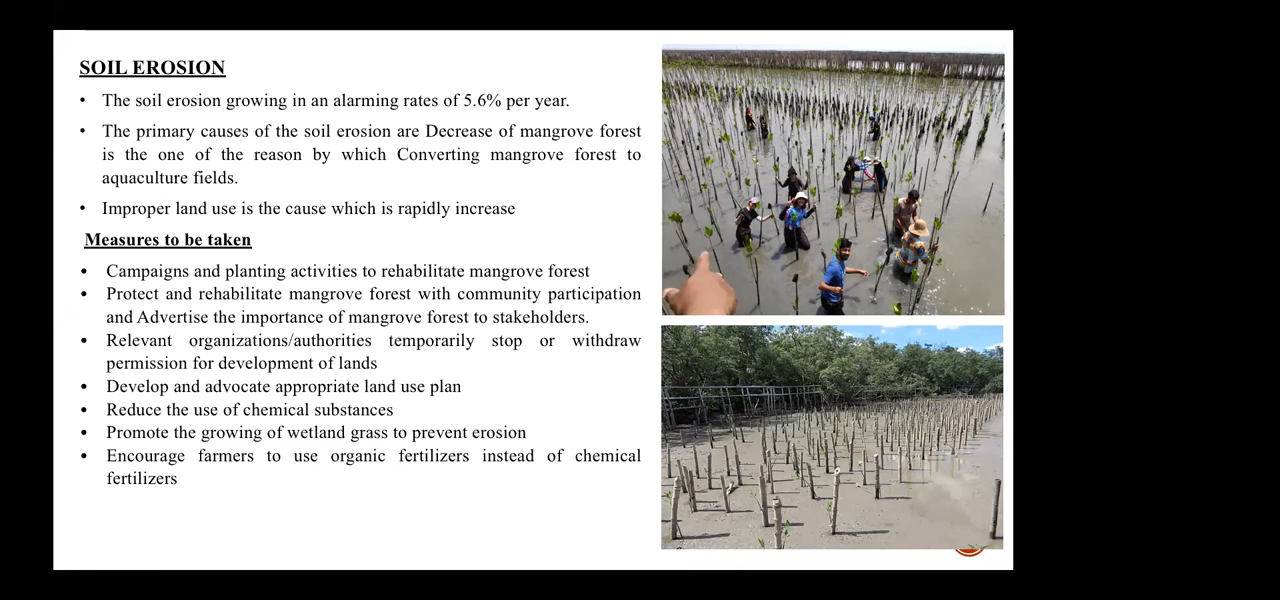 SOIL EROSION
• The soil erosion growing in an alarming rates of 5.6% per year.
• The primary causes of the soil erosion are Decrease of mangrove forest
is the one of the reason by which Converting mangrove forest to
aquaculture fields.
• Improper land use is the cause which is rapidly increase
Measures to be taken
• Campaigns and planting activities to rehabilitate mangrove forest
• Protect and rehabilitate mangrove forest with community participation
and Advertise the importance of mangrove forest to stakeholders.
• Relevant organizations/authorities temporarily stop or withdraw
permission for development of lands
• Develop and advocate appropriate land use plan
• Reduce the use of chemical substances
• Promote the growing of wetland grass to prevent erosion
• Encourage farmers to use organic fertilizers instead of chemical
fertilizers